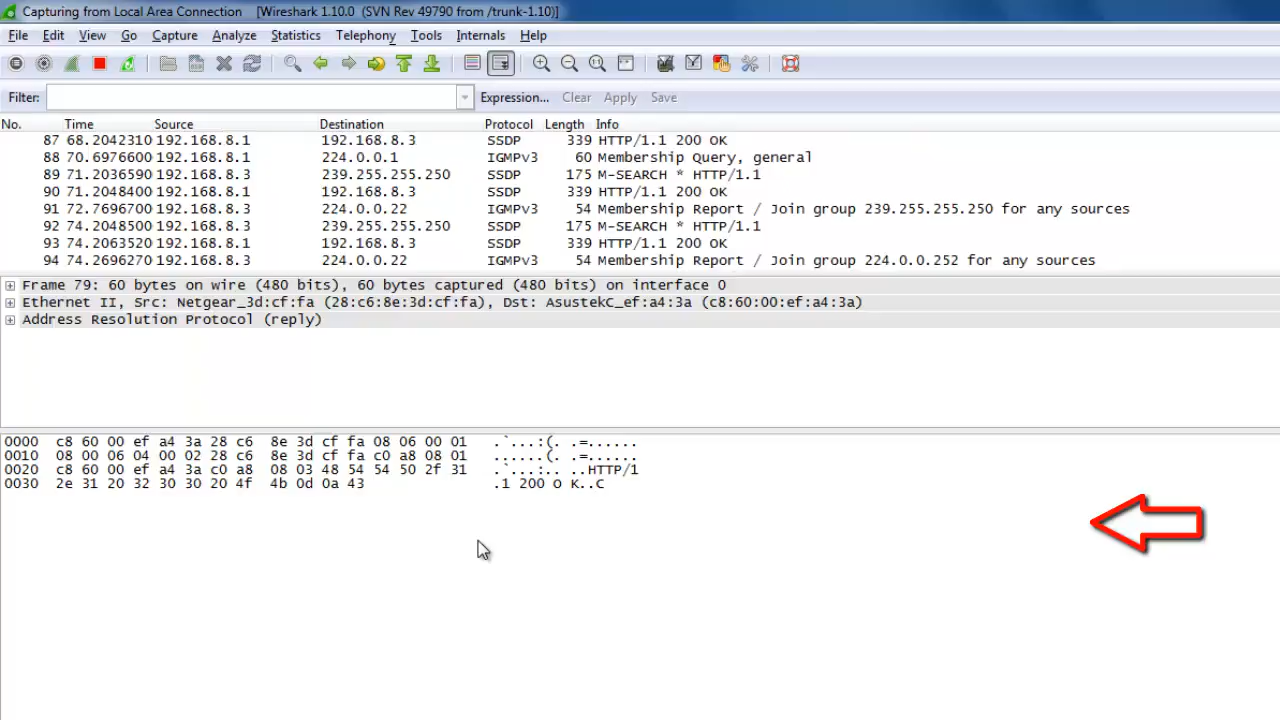 Capturing from Local Area Connection [Wireshark 1.10.0 (SVN Rev 49790 from /trunk-1.10)]
File Edit View Go Capture Analyze Statistics Telephony Tools Internals Help
Filter: Expression... Clear Apply Save
No. Time Source Destination Protocol Length Info
87 68.2042310 192.168.8.1 192.168.8.3 SSDP 339 HTTP/1.1 200 OK
88 70.6976600 192.168.8.1 224.0.0.1 IGMPv3 60 Membership Query, general
89 71.2036590 192.168.8.3 239.255.255.250 SSDP 175 M-SEARCH * HTTP/1.1
90 71.2048400 192.168.8.1 192.168.8.3 SSDP 339 HTTP/1.1 200 OK
91 72.7696700 192.168.8.3 224.0.0.22 IGMPv3 54 Membership Report / Join group 239.255.255.250 for any sources
92 74.2048500 192.168.8.3 239.255.255.250 SSDP 175 M-SEARCH * HTTP/1.1
93 74.2063520 192.168.8.1 192.168.8.3 SSDP 339 HTTP/1.1 200 OK
94 74.2696270 192.168.8.3 224.0.0.22 IGMPv3 54 Membership Report / Join group 224.0.0.252 for any sources
Frame 79: 60 bytes on wire (480 bits), 60 bytes captured (480 bits) on interface 0
Ethernet II, Src: Netgear_3d:cf:fa (28:c6:8e:3d:cf:fa), Dst: AsustekC_ef:a4:3a (c8:60:00:ef:a4:3a)
Address Resolution Protocol (reply)
0000 c8 60 00 ef a4 3a 28 c6 8e 3d cf fa 08 06 00 01 .`...:(. .=......
0010 08 00 06 04 00 02 28 c6 8e 3d cf fa c0 a8 08 01 ......(. .=......
0020 c8 60 00 ef a4 3a c0 a8 08 03 48 54 54 50 2f 31 .`...:.. ..HTTP/1
0030 2e 31 20 32 30 30 20 4f 4b 0d 0a 43 .1 200 O K..C